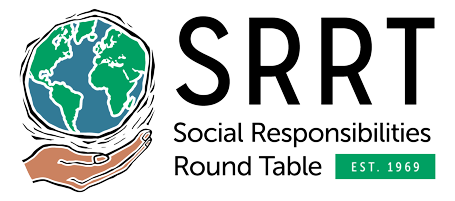 SRRT
Social Responsibilities
Round Table EST. 1969